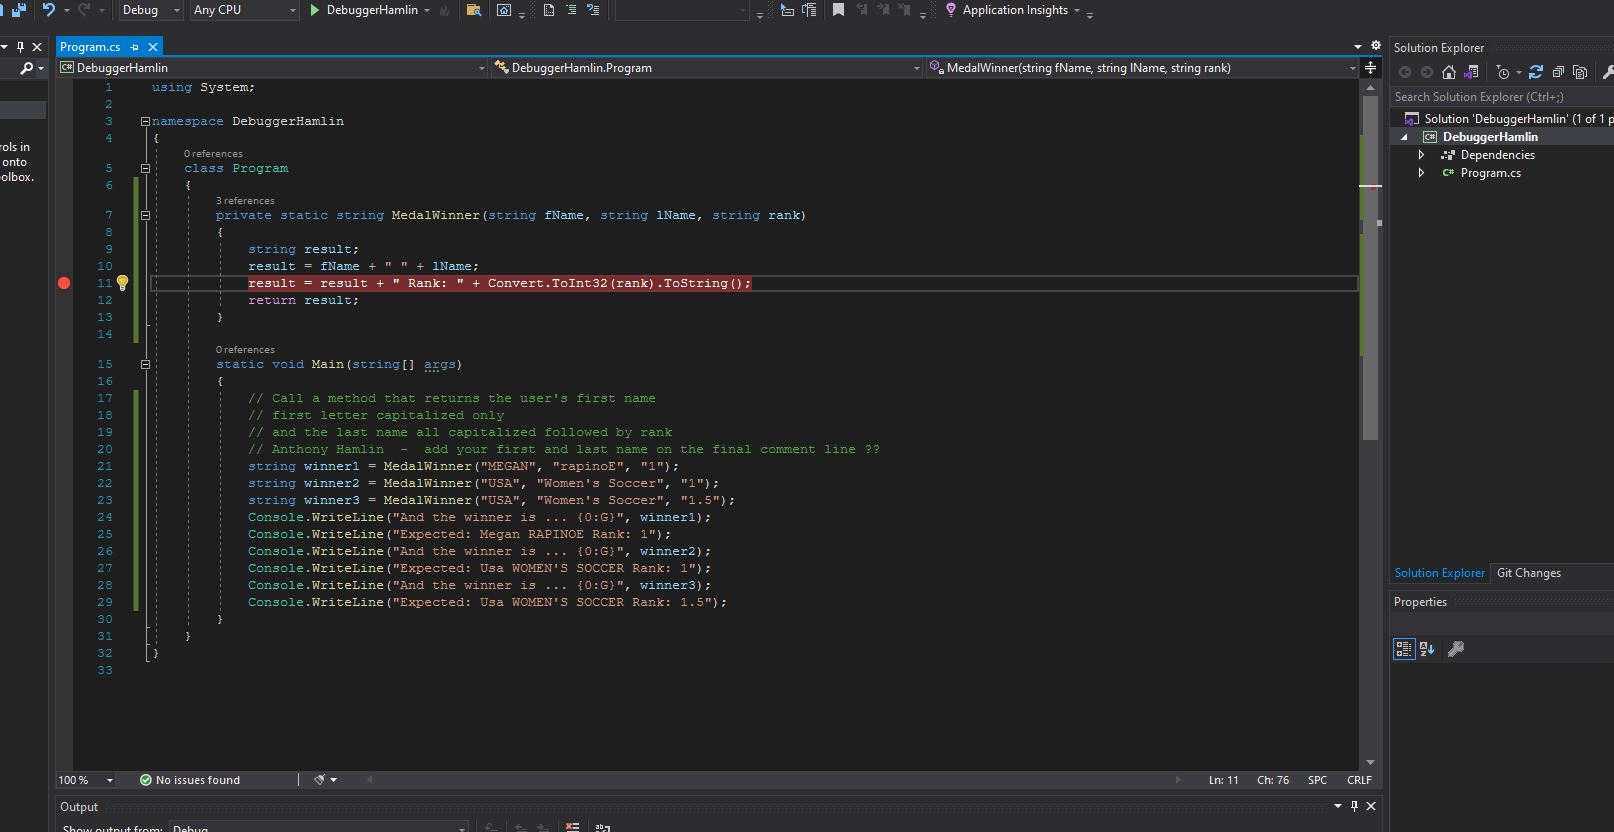 Debug Any CPU DebuggerHamlin Application Insights
Program.cs
DebuggerHamlin DebuggerHamlin.Program MedalWinner(string fName, string lName, string rank)
rols in
onto
olbox.
1 using System;
2
3 namespace DebuggerHamlin
4 {
0 references
5 class Program
6 {
3 references
7 private static string MedalWinner(string fName, string lName, string rank)
8 {
9 string result;
10 result = fName + " " + lName;
11 result = result + " Rank: " + Convert.ToInt32(rank).ToString();
12 return result;
13 }
14
0 references
15 static void Main(string[] args)
16 {
17 // Call a method that returns the user's first name
18 // first letter capitalized only
19 // and the last name all capitalized followed by rank
20 // Anthony Hamlin - add your first and last name on the final comment line ??
21 string winner1 = MedalWinner("MEGAN", "rapinoE", "1");
22 string winner2 = MedalWinner("USA", "Women's Soccer", "1");
23 string winner3 = MedalWinner("USA", "Women's Soccer", "1.5");
24 Console.WriteLine("And the winner is ... {0:G}", winner1);
25 Console.WriteLine("Expected: Megan RAPINOE Rank: 1");
26 Console.WriteLine("And the winner is ... {0:G}", winner2);
27 Console.WriteLine("Expected: Usa WOMEN'S SOCCER Rank: 1");
28 Console.WriteLine("And the winner is ... {0:G}", winner3);
29 Console.WriteLine("Expected: Usa WOMEN'S SOCCER Rank: 1.5");
30 }
31 }
32 }
33
100 % No issues found Ln: 11 Ch: 76 SPC CRLF
Output
Show output from: Debug
Solution Explorer
Search Solution Explorer (Ctrl+;)
Solution 'DebuggerHamlin' (1 of 1 p
C# DebuggerHamlin
Dependencies
C# Program.cs
Solution Explorer Git Changes
Properties